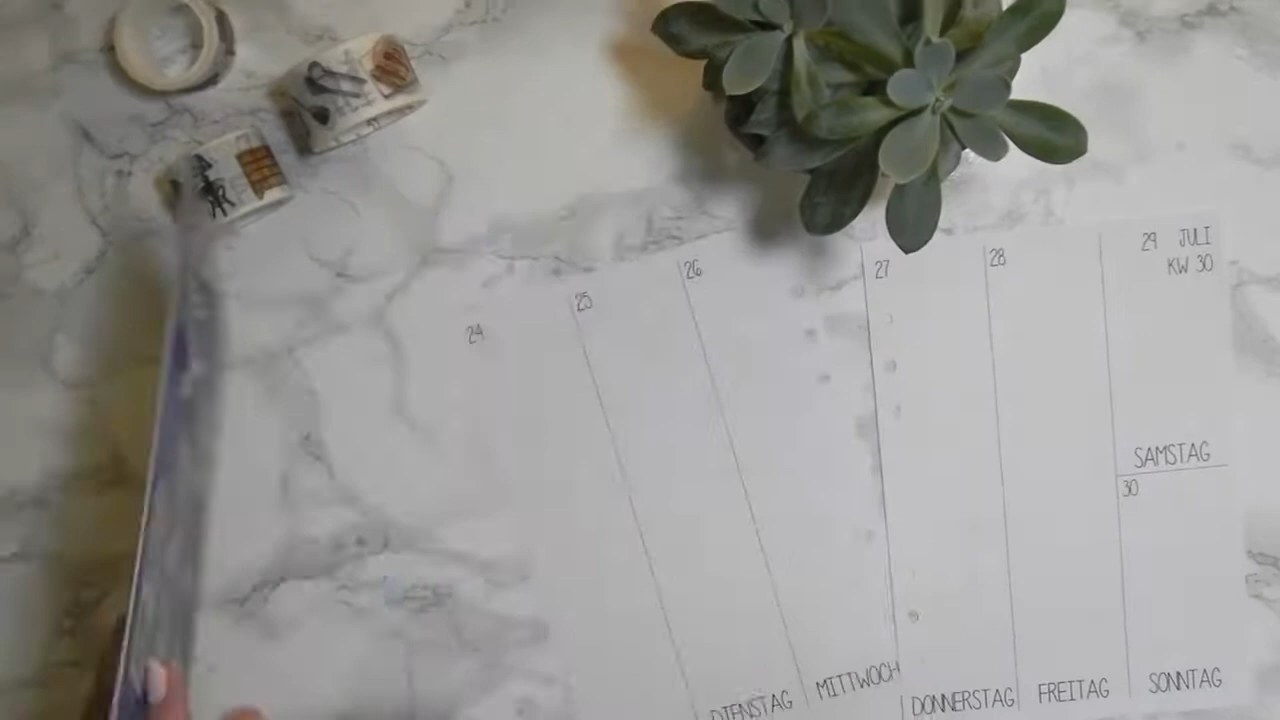 24
25
26
27
28
29 JULI
KW 30
SAMSTAG
30
DIENSTAG
MITTWOCH
DONNERSTAG
FREITAG
SONNTAG